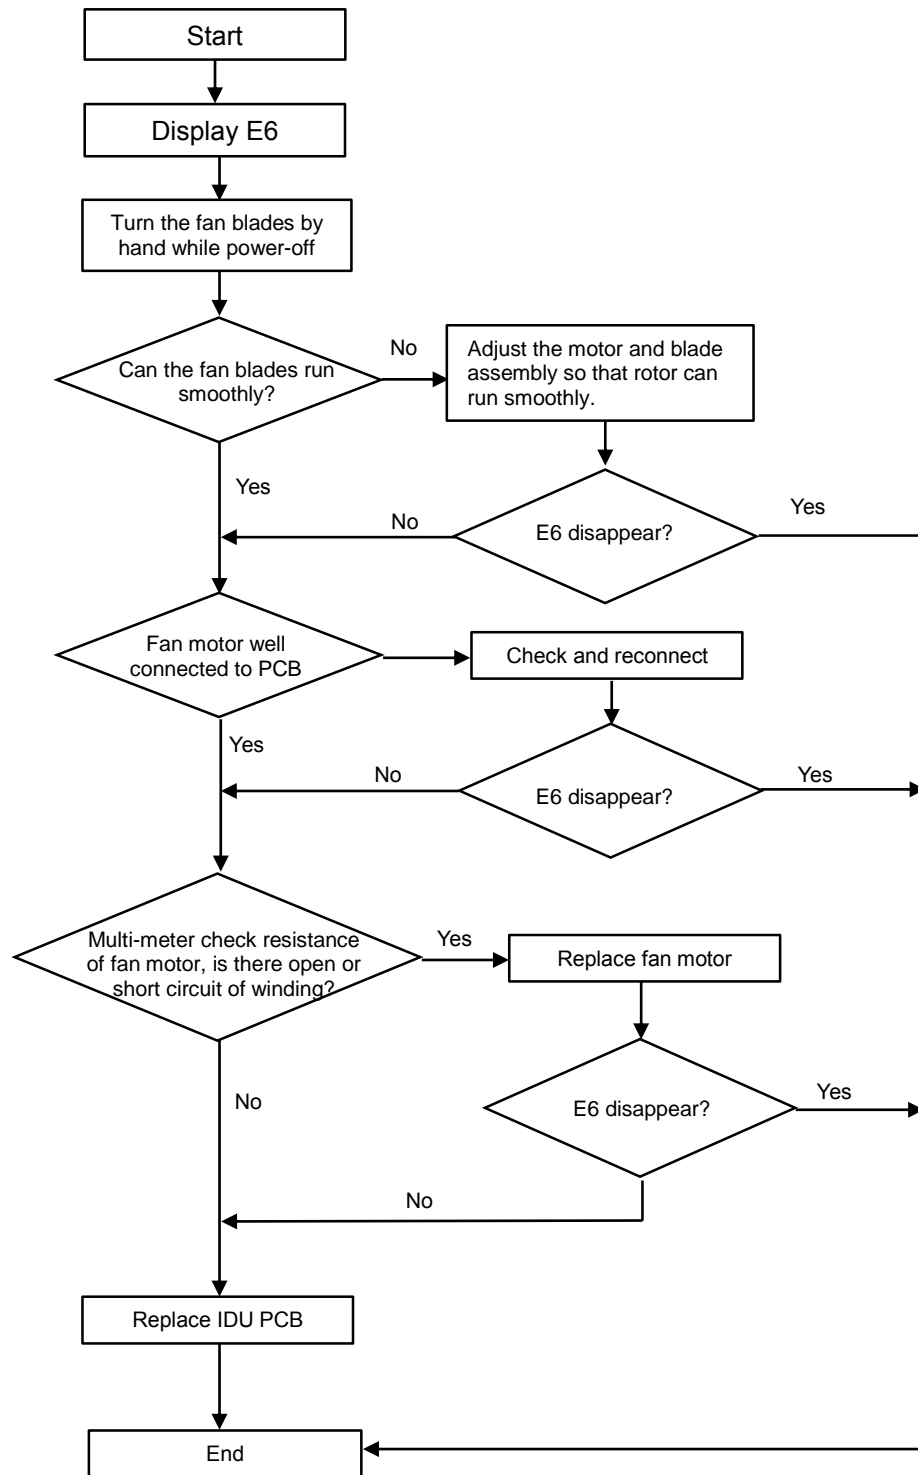 Start
Display E6
Turn the fan blades by
hand while power-off
Can the fan blades run
smoothly?
No
Adjust the motor and blade
assembly so that rotor can
run smoothly.
Yes
No
E6 disappear?
Yes
Fan motor well
connected to PCB
Check and reconnect
Yes
No
E6 disappear?
Yes
Multi-meter check resistance
of fan motor, is there open or
short circuit of winding?
Yes
Replace fan motor
No
E6 disappear?
Yes
No
Replace IDU PCB
End